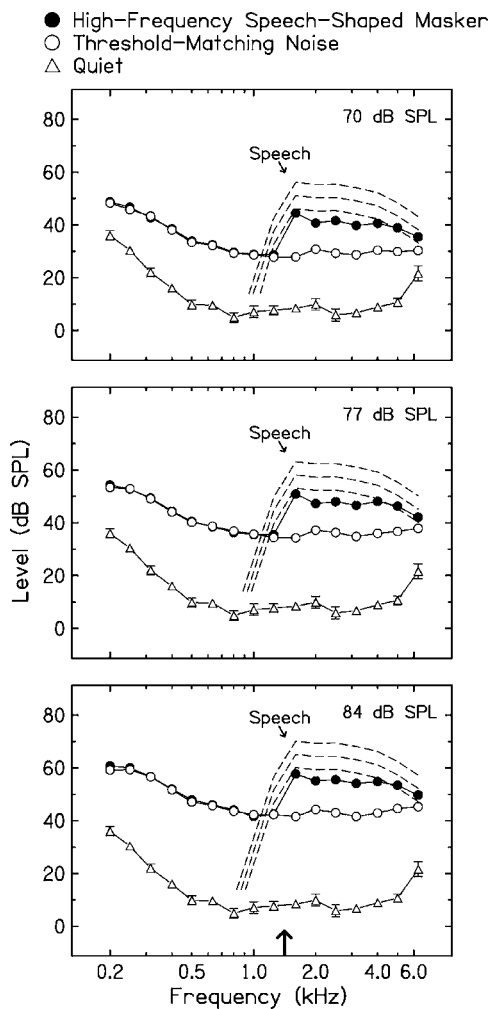 ● High–Frequency Speech–Shaped Masker
○ Threshold–Matching Noise
△ Quiet
70 dB SPL
Speech
80
60
40
20
0
77 dB SPL
Speech
80
60
40
20
0
Level (dB SPL)
84 dB SPL
Speech
80
60
40
20
0
0.2 0.5 1.0 2.0 4.0 6.0
Frequency (kHz)